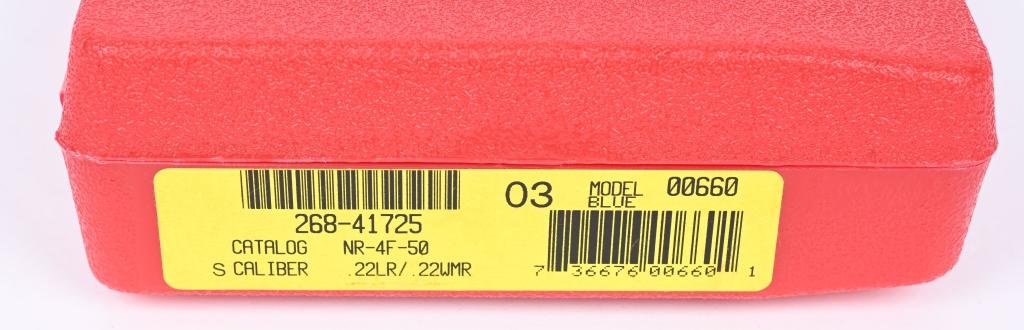 268-41725
CATALOG NR-4F-50
S CALIBER .22LR/.22WMR
03 MODEL 00660
BLUE
7 36676 00660 1